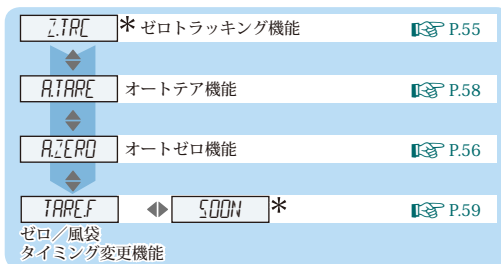 Z.TRC * ゼロトラッキング機能 P.55
A.TARE オートテア機能 P.58
A.ZERO オートゼロ機能 P.56
TARE.F SOON * P.59
ゼロ／風袋
タイミング変更機能